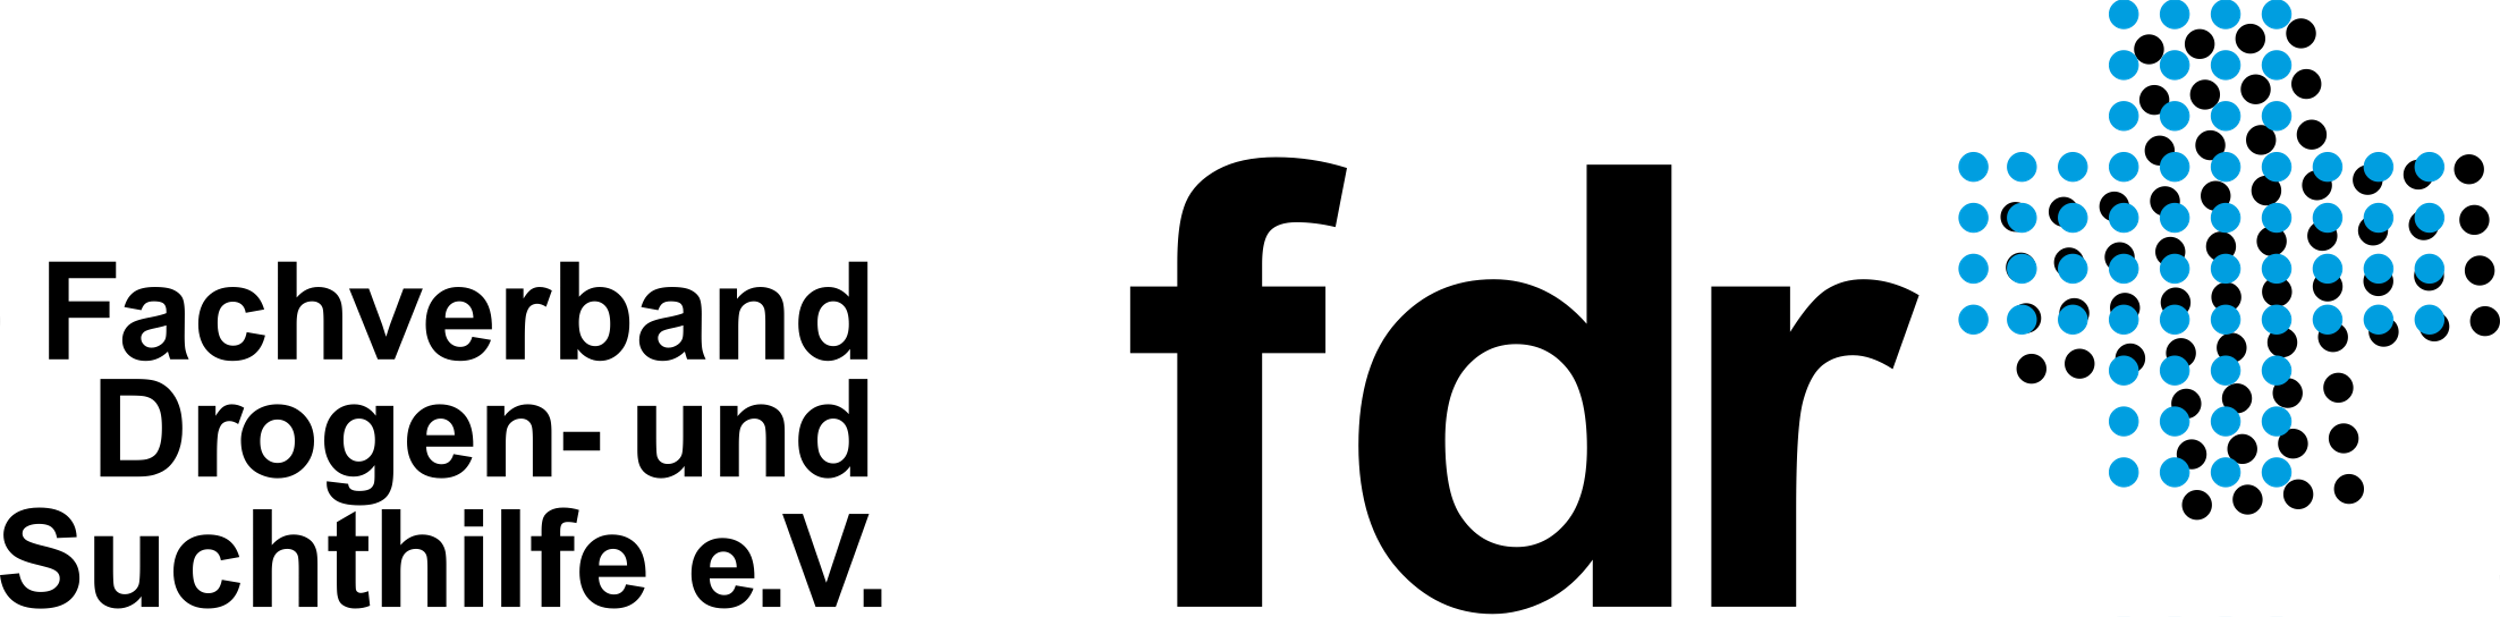 Fachverband
Drogen- und
Suchthilfe e.V.
fdr